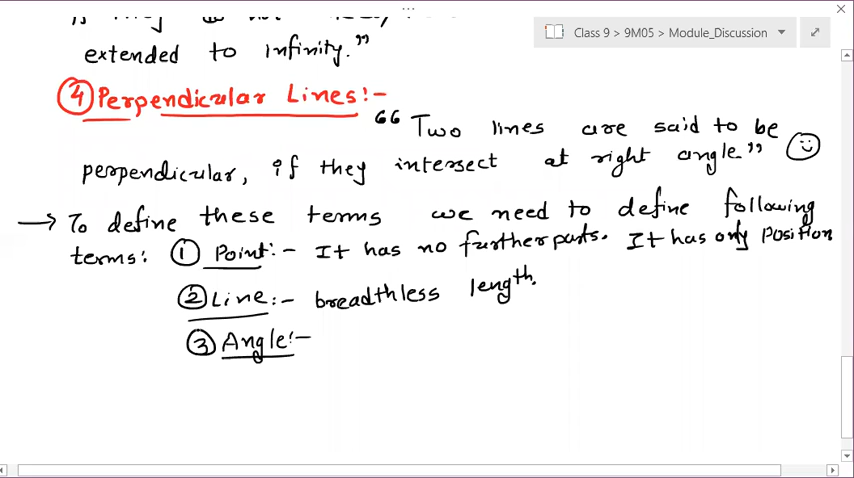 Class 9 > 9M05 > Module_Discussion
extended to infinity.”
④ Perpendicular Lines:-
“Two lines are said to be
perpendicular, if they intersect at right angle.”
→ To define these terms we need to define following
terms: ① Point:- It has no further parts. It has only position
② Line:- breadthless length.
③ Angle:-